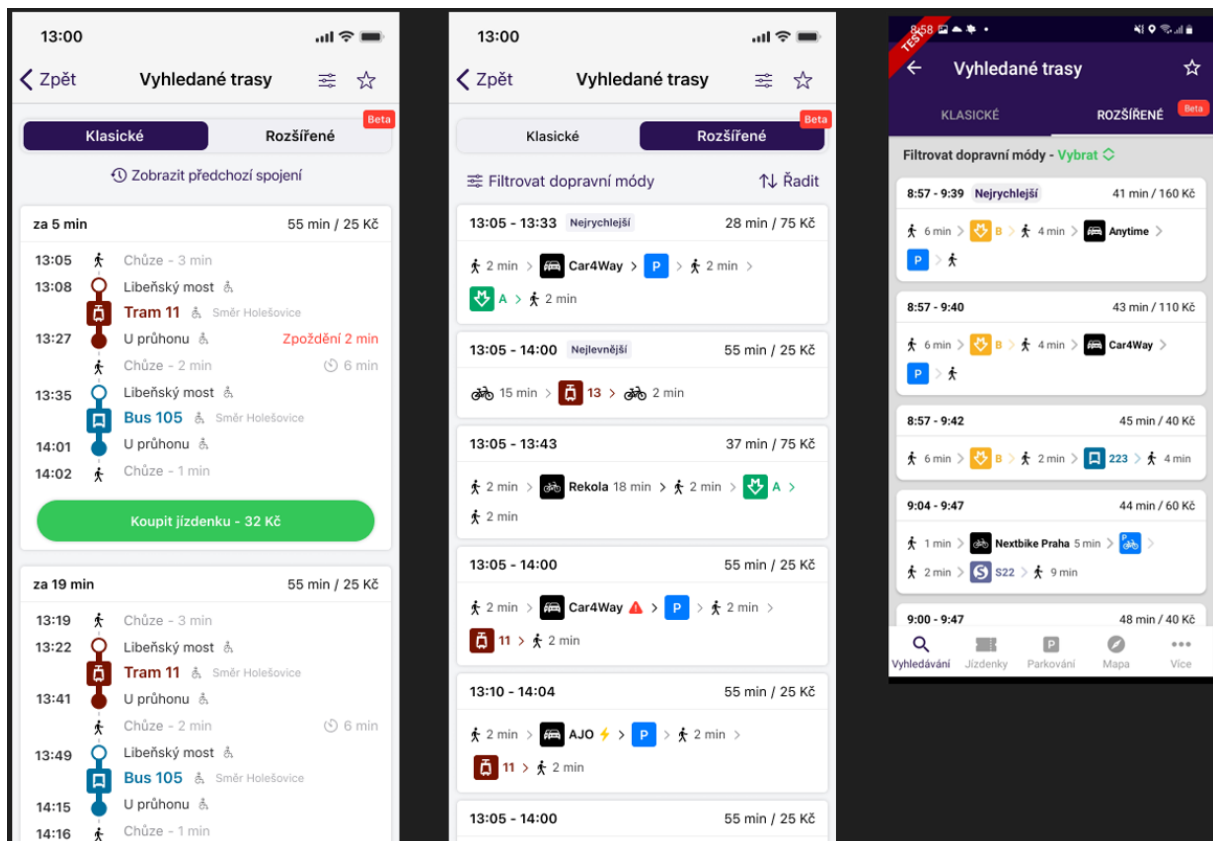 13:00
Zpět
Vyhledané trasy
Klasické
Rozšířené
Beta
Zobrazit předchozí spojení
za 5 min
55 min / 25 Kč
13:05 Chůze - 3 min
13:08 Libeňský most
Tram 11 Směr Holešovice
13:27 U průhonu Zpoždění 2 min
Chůze - 2 min 6 min
13:35 Libeňský most
Bus 105 Směr Holešovice
14:01 U průhonu
14:02 Chůze - 1 min
Koupit jízdenku - 32 Kč
za 19 min
55 min / 25 Kč
13:19 Chůze - 3 min
13:22 Libeňský most
Tram 11 Směr Holešovice
13:41 U průhonu
Chůze - 2 min 6 min
13:49 Libeňský most
Bus 105 Směr Holešovice
14:15 U průhonu
14:16 Chůze - 1 min
13:00
Zpět
Vyhledané trasy
Klasické
Rozšířené
Beta
Filtrovat dopravní módy
Řadit
13:05 - 13:33 Nejrychlejší 28 min / 75 Kč
2 min > Car4Way > P > 2 min >
A > 2 min
13:05 - 14:00 Nejlevnější 55 min / 25 Kč
15 min > 13 > 2 min
13:05 - 13:43 37 min / 75 Kč
2 min > Rekola 18 min > 2 min > A >
2 min
13:05 - 14:00 55 min / 25 Kč
2 min > Car4Way > P > 2 min >
11 > 2 min
13:10 - 14:04 55 min / 25 Kč
2 min > AJO > P > 2 min >
11 > 2 min
13:05 - 14:00 55 min / 25 Kč
8:58
TEST
Vyhledané trasy
KLASICKÉ
ROZŠÍŘENÉ
Beta
Filtrovat dopravní módy - Vybrat
8:57 - 9:39 Nejrychlejší 41 min / 160 Kč
6 min > B > 4 min > Anytime >
P >
8:57 - 9:40 43 min / 110 Kč
6 min > B > 4 min > Car4Way >
P >
8:57 - 9:42 45 min / 40 Kč
6 min > B > 2 min > 223 > 4 min
9:04 - 9:47 44 min / 60 Kč
1 min > Nextbike Praha 5 min > P >
2 min > S S22 > 9 min
9:00 - 9:47 48 min / 40 Kč
Vyhledávání
Jízdenky
P
Parkování
Mapa
Více